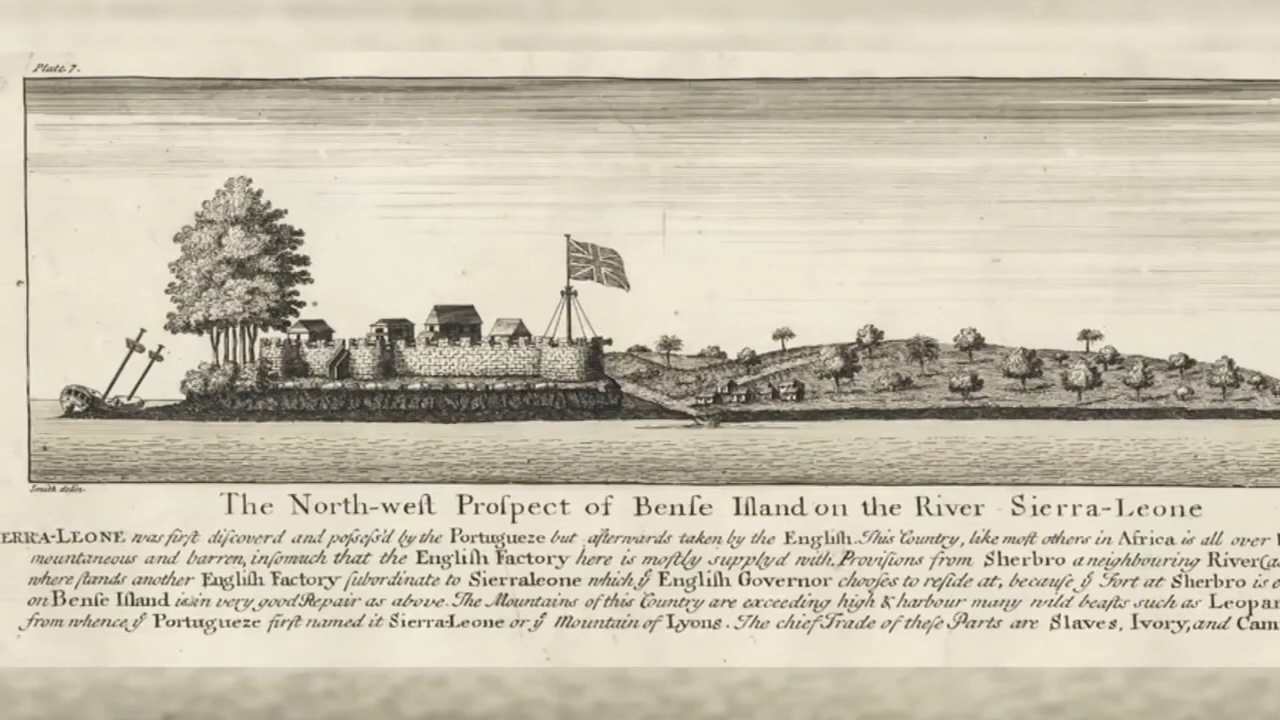 Plate. 7.
Smith delin.
The North-west Proſpect of Benſe Iſland on the River Sierra-Leone
ERRA-LEONE was firſt diſcoverd and poſseſs'd by the Portugueze but afterwards taken by the Engliſh. This Country, like moſt others in Africa is all over
mountaneous and barren, inſomuch that the Engliſh Factory here is moſtly ſupplyd with Proviſions from Sherbro a neighbouring River
where ſtands another Engliſh Factory ſubordinate to Sierraleone which ÿ Engliſh Governor chooſes to reſide at, becauſe ÿ Fort at Sherbro is
on Benſe Iſland is in very good Repair as above. The Mountains of this Country are exceeding high & harbour many wild beaſts such as Leopar
from whence ÿ Portugueze firſt named it Sierra-Leone or ÿ Mountain of Lyons. The chief Trade of theſe Parts are Slaves, Ivory, and Cam